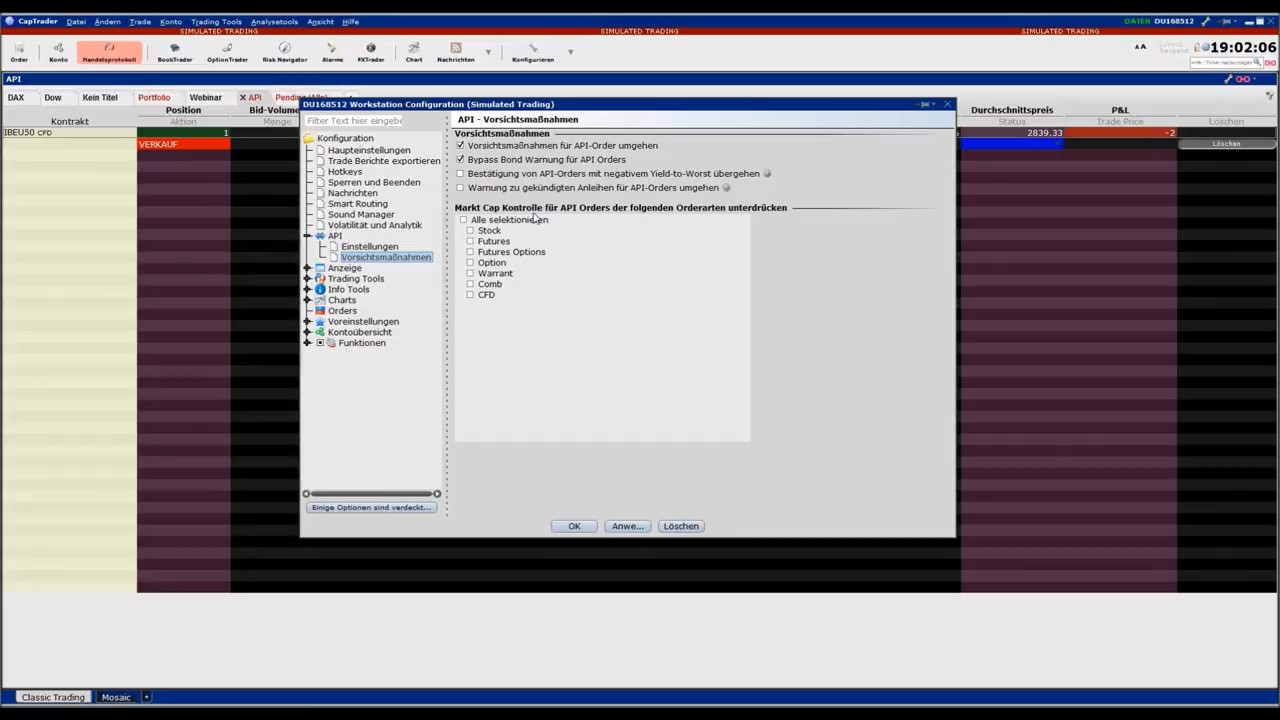 CapTrader Datei Ändern Trade Konto Trading Tools Analysetools Ansicht Hilfe DATEN DU168512
SIMULATED TRADING SIMULATED TRADING SIMULATED TRADING
Order Konto Handelsprotokoll BookTrader OptionTrader Risk Navigator Alarme FXTrader Chart Nachrichten Konfigurieren 19:02:06
API
DAX Dow Kein Titel Portfolio Webinar X API Pending (Alle)
Kontrakt Position Bid-Volume Durchschnittspreis P&L
Aktion Menge Status Trade Price Löschen
IBEU50 CFD 1 2839.33 -2
VERKAUF Löschen
DU168512 Workstation Configuration (Simulated Trading)
Filter Text hier eingebe
Konfiguration
Haupteinstellungen
Trade Berichte exportieren
Hotkeys
Sperren und Beenden
Nachrichten
Smart Routing
Sound Manager
Volatilität und Analytik
API
Einstellungen
Vorsichtsmaßnahmen
Anzeige
Trading Tools
Info Tools
Charts
Orders
Voreinstellungen
Kontoübersicht
Funktionen
Einige Optionen sind verdeckt...
API - Vorsichtsmaßnahmen
Vorsichtsmaßnahmen
Vorsichtsmaßnahmen für API-Order umgehen
Bypass Bond Warnung für API Orders
Bestätigung von API-Orders mit negativem Yield-to-Worst übergehen
Warnung zu gekündigten Anleihen für API-Orders umgehen
Markt Cap Kontrolle für API Orders der folgenden Orderarten unterdrücken
Alle selektionieren
Stock
Futures
Futures Options
Option
Warrant
Comb
CFD
OK Anwe... Löschen
Classic Trading Mosaic +